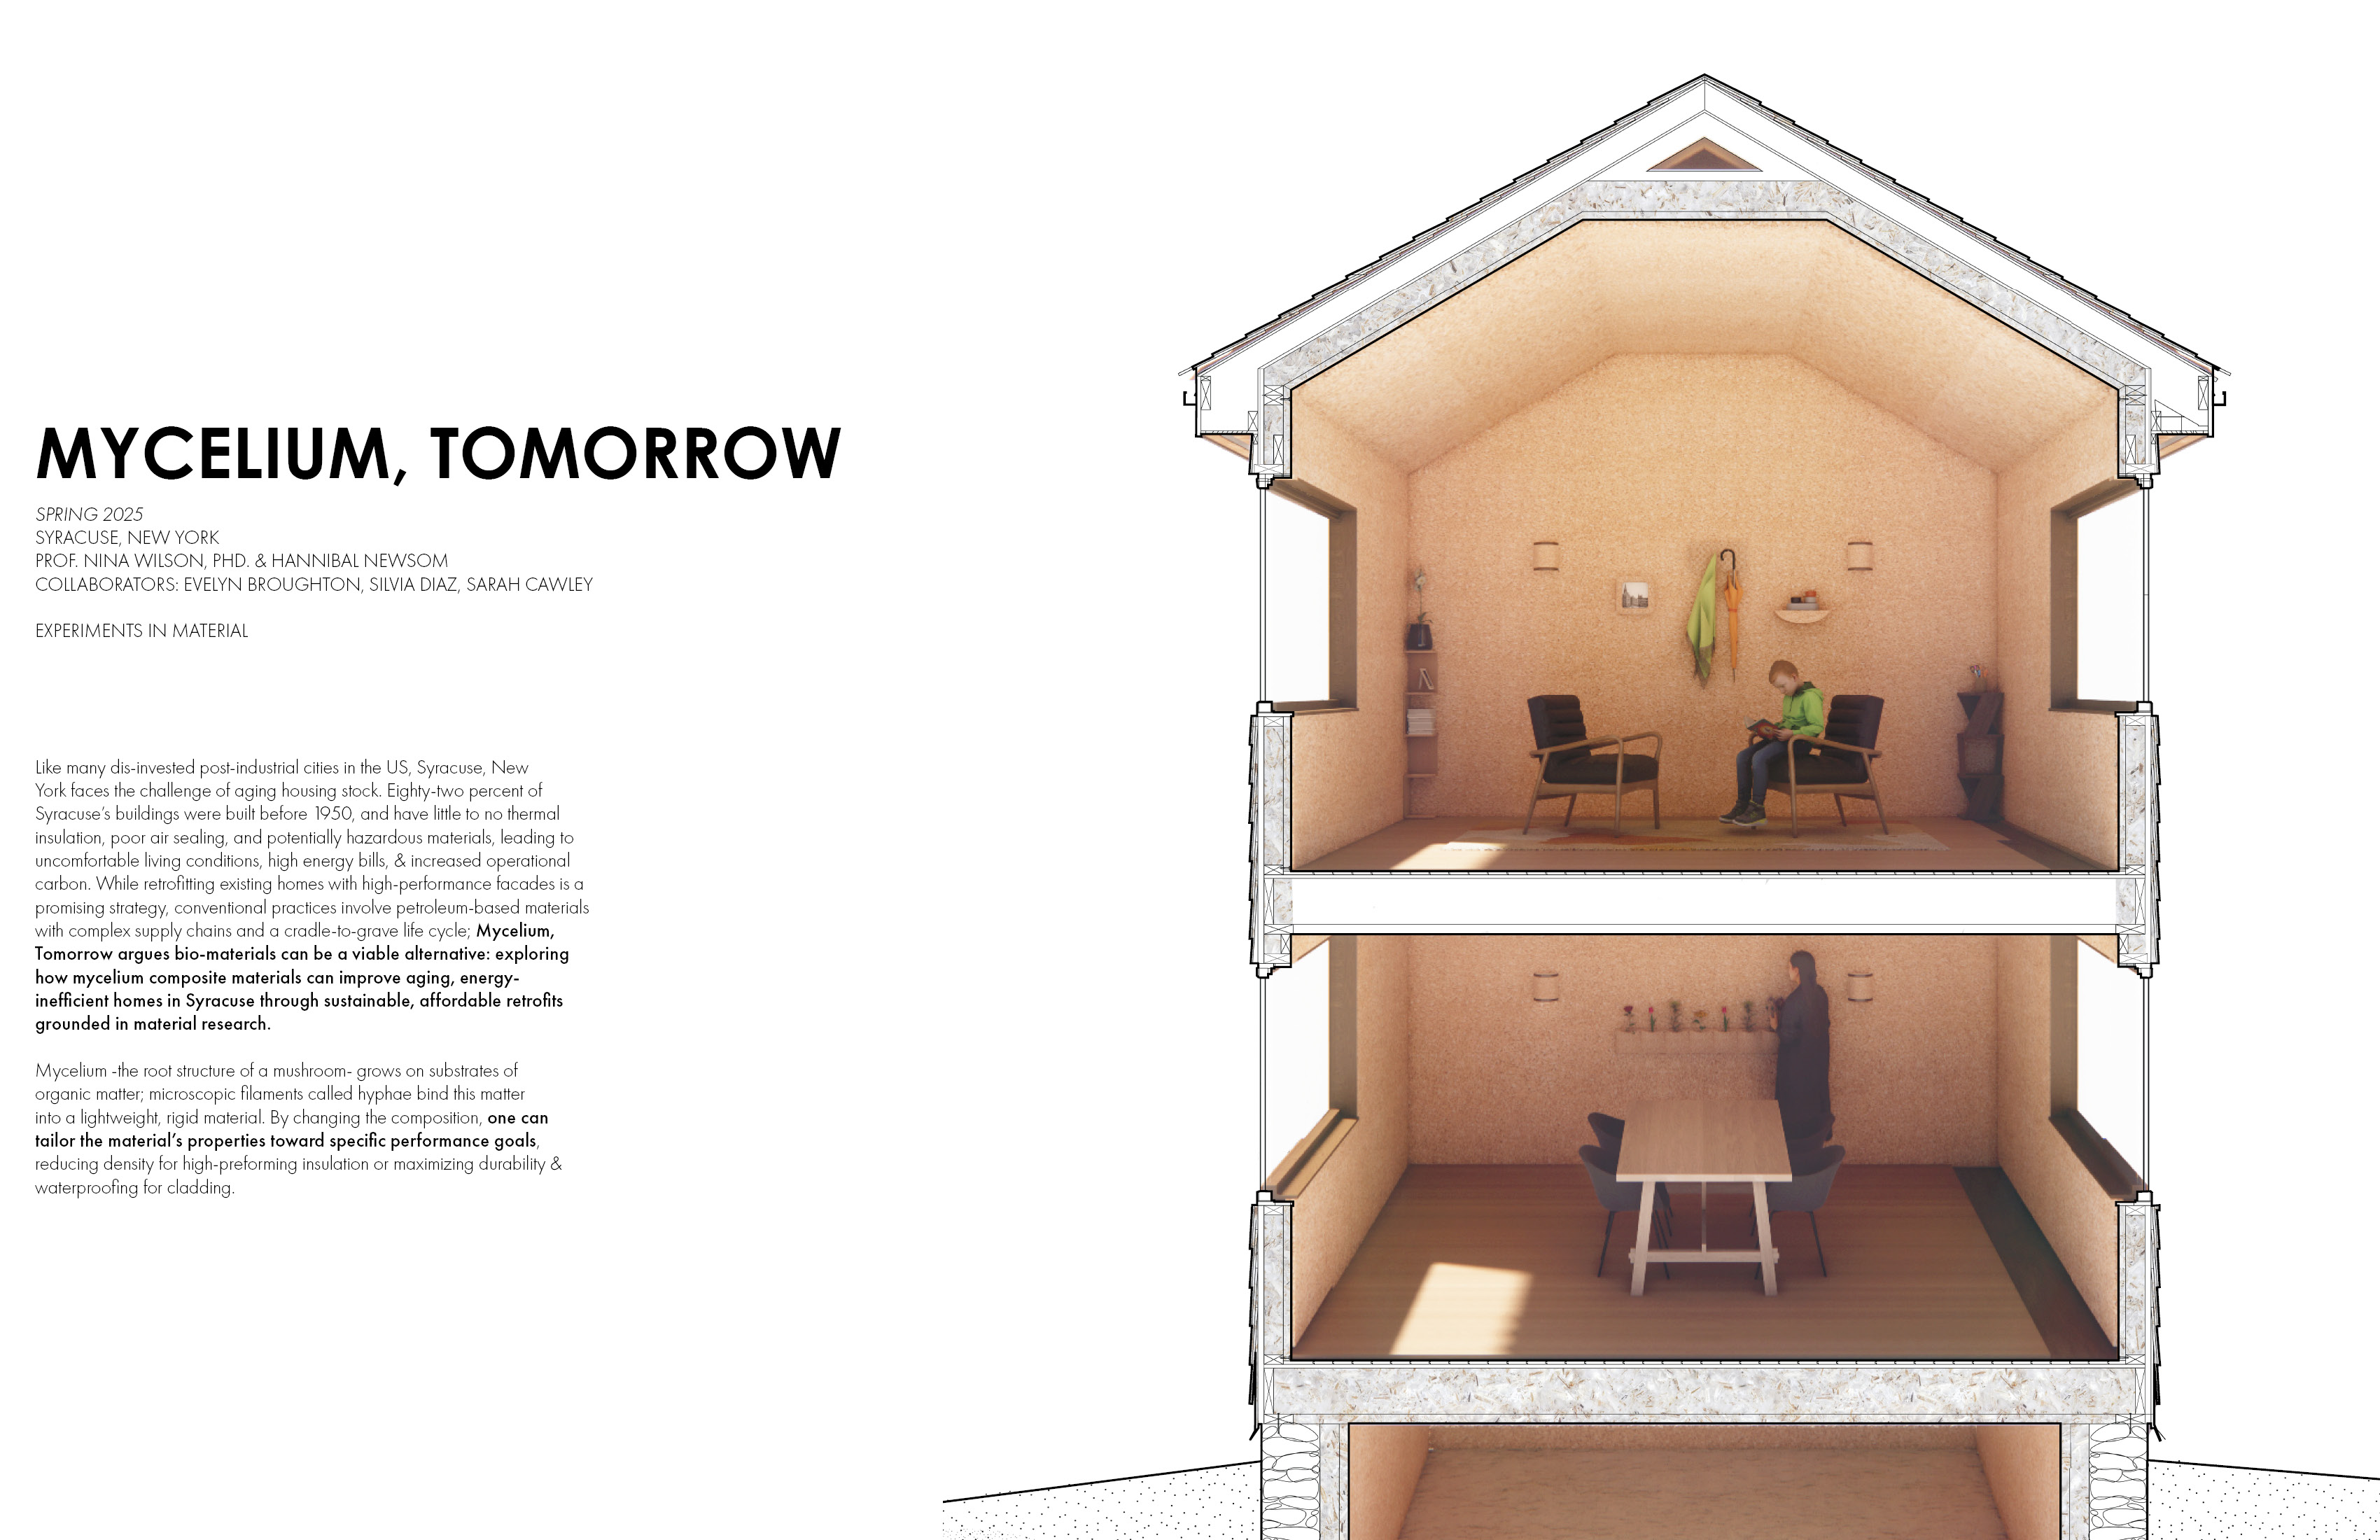 MYCELIUM, TOMORROW
SPRING 2025
SYRACUSE, NEW YORK
PROF. NINA WILSON, PHD. & HANNIBAL NEWSOM
COLLABORATORS: EVELYN BROUGHTON, SILVIA DIAZ, SARAH CAWLEY
EXPERIMENTS IN MATERIAL
Like many dis-invested post-industrial cities in the US, Syracuse, New
York faces the challenge of aging housing stock. Eighty-two percent of
Syracuse's buildings were built before 1950, and have little to no thermal
insulation, poor air sealing, and potentially hazardous materials, leading to
uncomfortable living conditions, high energy bills, & increased operational
carbon. While retrofitting existing homes with high-performance facades is a
promising strategy, conventional practices involve petroleum-based materials
with complex supply chains and a cradle-to-grave life cycle; Mycelium,
Tomorrow argues bio-materials can be a viable alternative: exploring
how mycelium composite materials can improve aging, energy-
inefficient homes in Syracuse through sustainable, affordable retrofits
grounded in material research.
Mycelium -the root structure of a mushroom- grows on substrates of
organic matter; microscopic filaments called hyphae bind this matter
into a lightweight, rigid material. By changing the composition, one can
tailor the material's properties toward specific performance goals,
reducing density for high-preforming insulation or maximizing durability &
waterproofing for cladding.